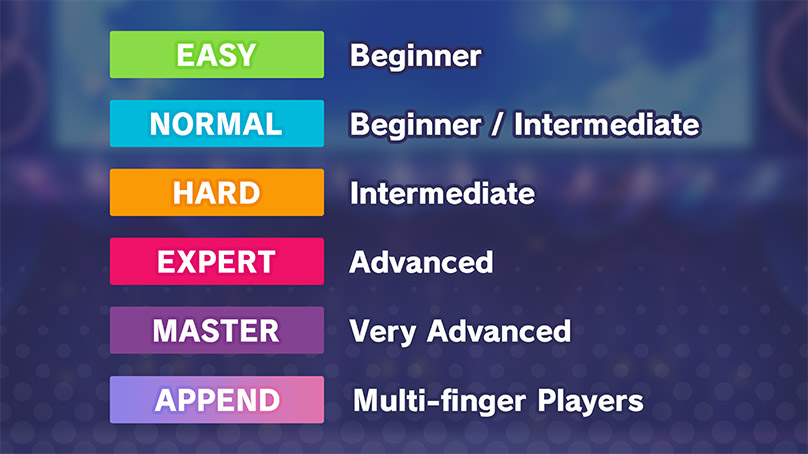 EASY Beginner
NORMAL Beginner / Intermediate
HARD Intermediate
EXPERT Advanced
MASTER Very Advanced
APPEND Multi-finger Players